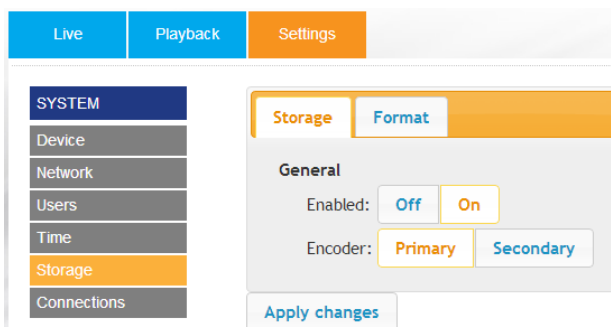 Live Playback Settings
SYSTEM
Device
Network
Users
Time
Storage
Connections
Storage Format
General
Enabled: Off On
Encoder: Primary Secondary
Apply changes